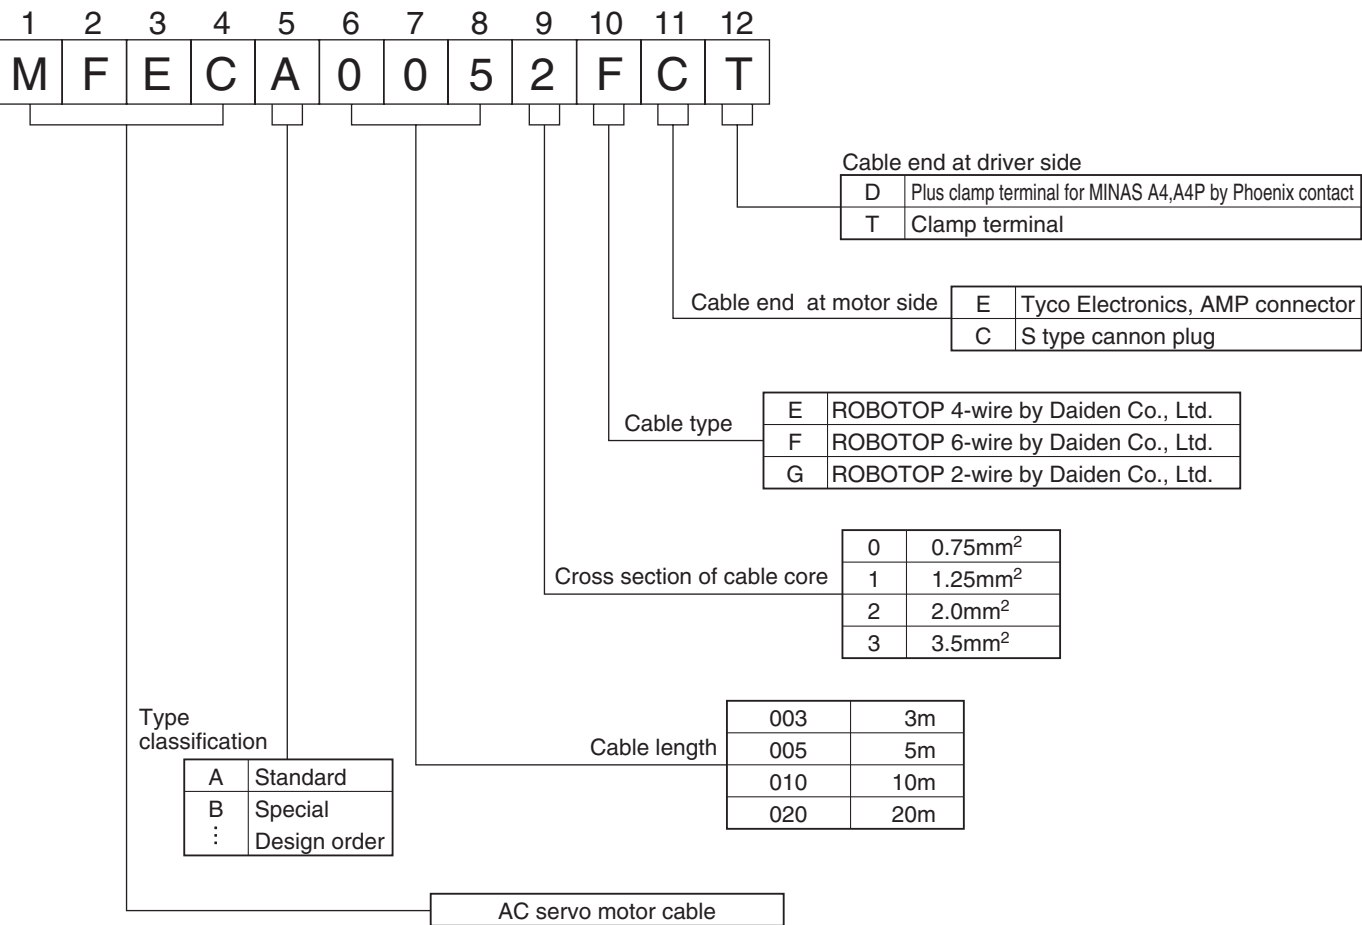 1 2 3 4 5 6 7 8 9 10 11 12
M F E C A 0 0 5 2 F C T
Cable end at driver side
D Plus clamp terminal for MINAS A4,A4P by Phoenix contact
T Clamp terminal
Cable end at motor side
E Tyco Electronics, AMP connector
C S type cannon plug
Cable type
E ROBOTOP 4-wire by Daiden Co., Ltd.
F ROBOTOP 6-wire by Daiden Co., Ltd.
G ROBOTOP 2-wire by Daiden Co., Ltd.
Cross section of cable core
0 0.75mm²
1 1.25mm²
2 2.0mm²
3 3.5mm²
Cable length
003 3m
005 5m
010 10m
020 20m
Type
classification
A Standard
B Special
⋮ Design order
AC servo motor cable